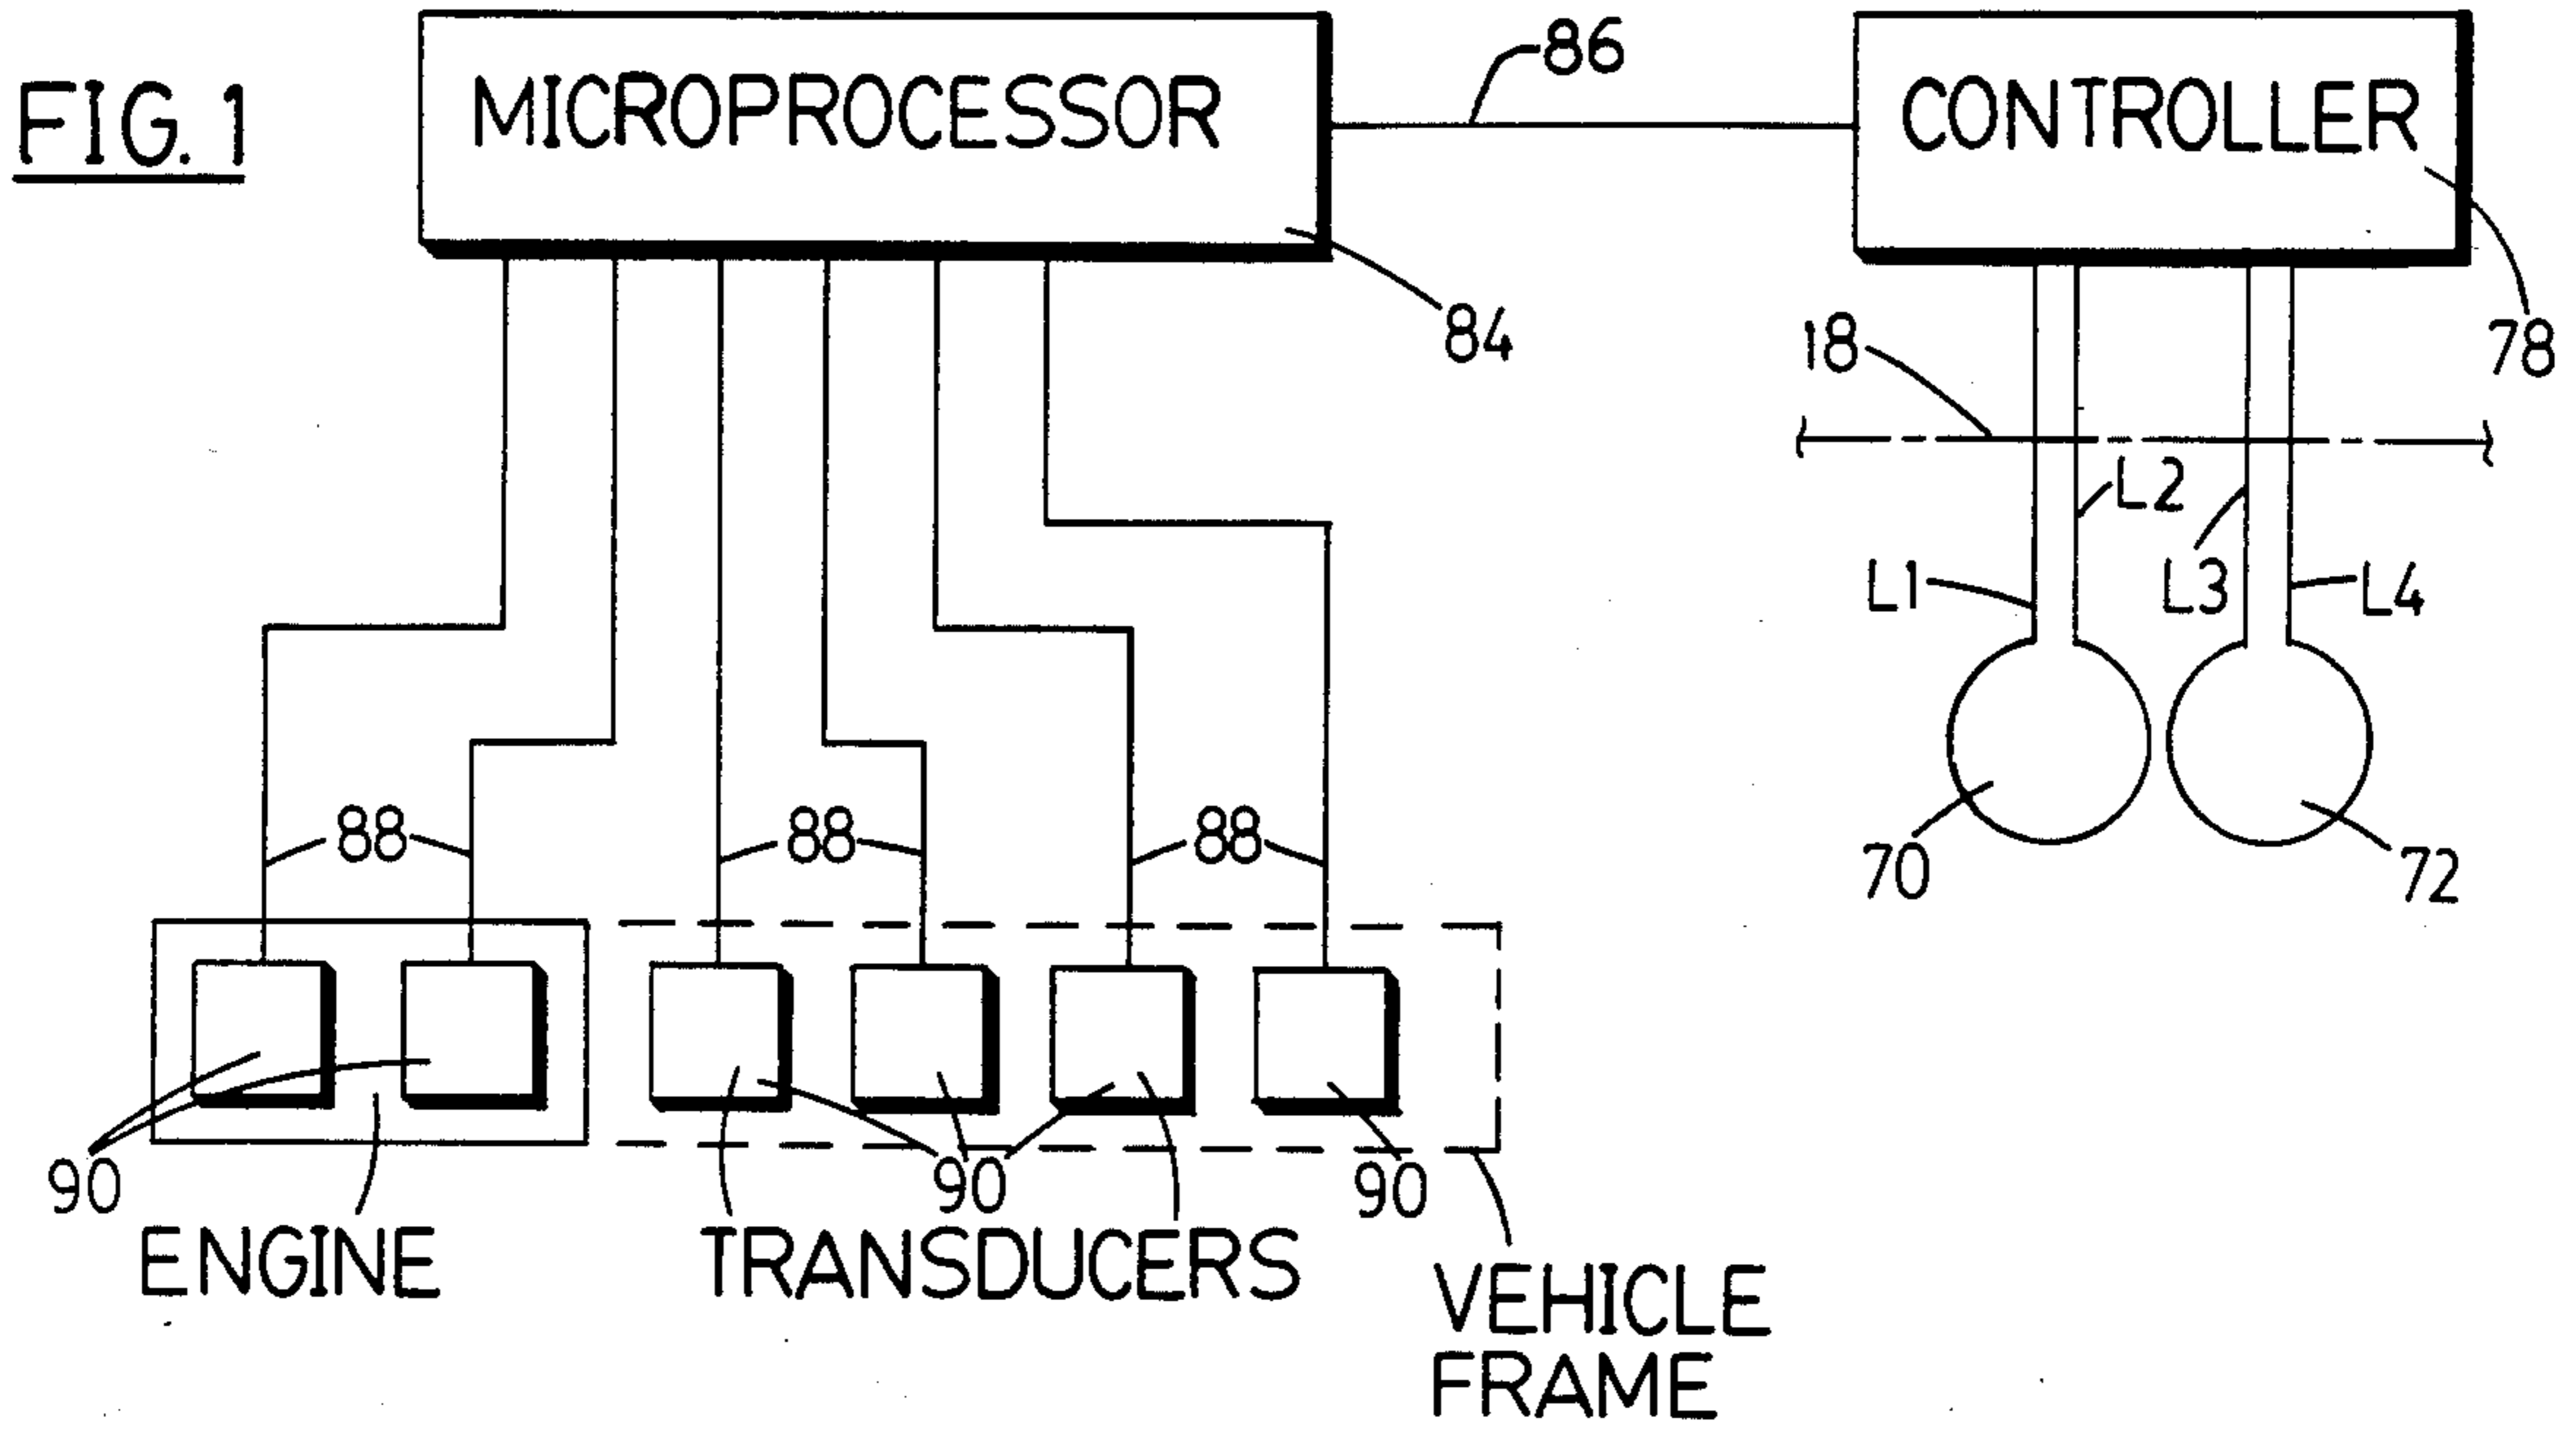 FIG. 1
MICROPROCESSOR
86
CONTROLLER
84
18
78
L2
L1
L3
L4
88
88
88
70
72
90
90
90
ENGINE
TRANSDUCERS
VEHICLE
FRAME